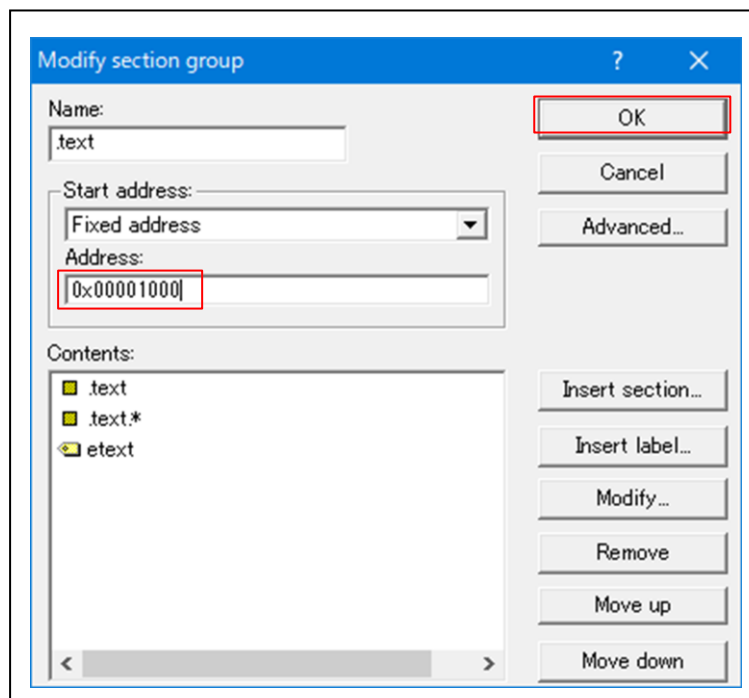 Modify section group
? ×
Name:
.text
OK
Cancel
Start address:
Fixed address
Advanced...
Address:
0x00001000
Contents:
.text
.text.*
etext
Insert section...
Insert label...
Modify...
Remove
Move up
Move down